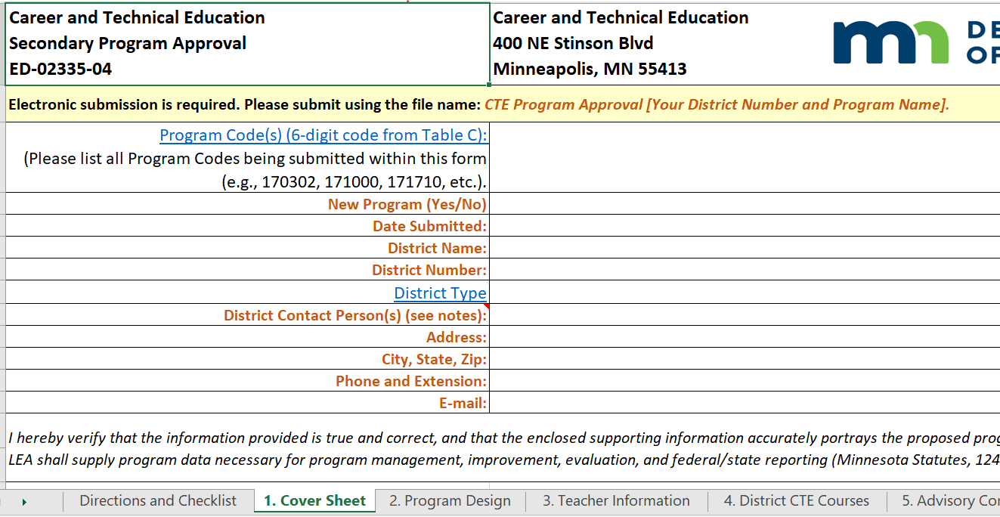 Career and Technical Education
Secondary Program Approval
ED-02335-04
Career and Technical Education
400 NE Stinson Blvd
Minneapolis, MN 55413
mn
Electronic submission is required. Please submit using the file name: CTE Program Approval [Your District Number and Program Name].
Program Code(s) (6-digit code from Table C):
(Please list all Program Codes being submitted within this form
(e.g., 170302, 171000, 171710, etc.).
New Program (Yes/No)
Date Submitted:
District Name:
District Number:
District Type
District Contact Person(s) (see notes):
Address:
City, State, Zip:
Phone and Extension:
E-mail:
I hereby verify that the information provided is true and correct, and that the enclosed supporting information accurately portrays the proposed
LEA shall supply program data necessary for program management, improvement, evaluation, and federal/state reporting (Minnesota Statutes, 124
Directions and Checklist
1. Cover Sheet
2. Program Design
3. Teacher Information
4. District CTE Courses
5. Advisory